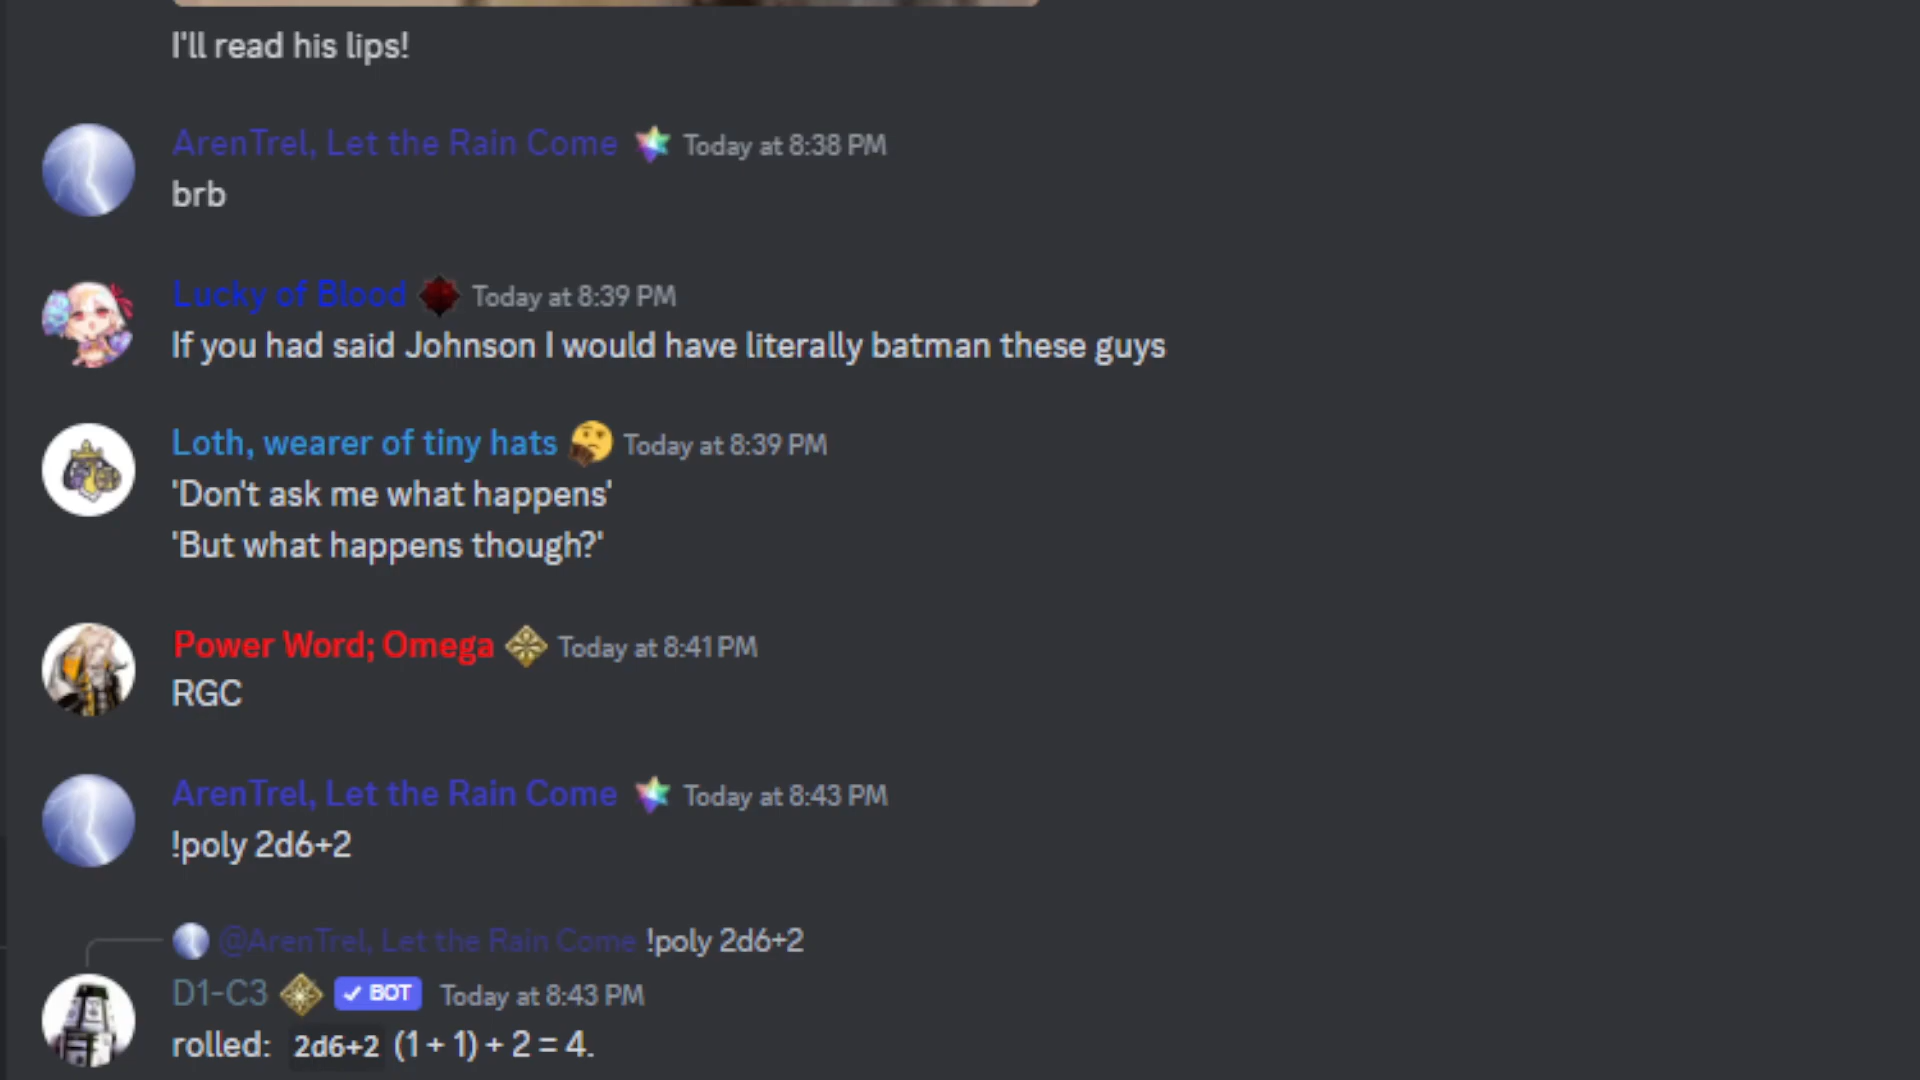 I'll read his lips!
ArenTrel, Let the Rain Come Today at 8:38 PM
brb
Lucky of Blood Today at 8:39 PM
If you had said Johnson I would have literally batman these guys
Loth, wearer of tiny hats Today at 8:39 PM
'Don't ask me what happens'
'But what happens though?'
Power Word; Omega Today at 8:41 PM
RGC
ArenTrel, Let the Rain Come Today at 8:43 PM
!poly 2d6+2
@ArenTrel, Let the Rain Come !poly 2d6+2
D1-C3 BOT Today at 8:43 PM
rolled: 2d6+2 (1 + 1) + 2 = 4.